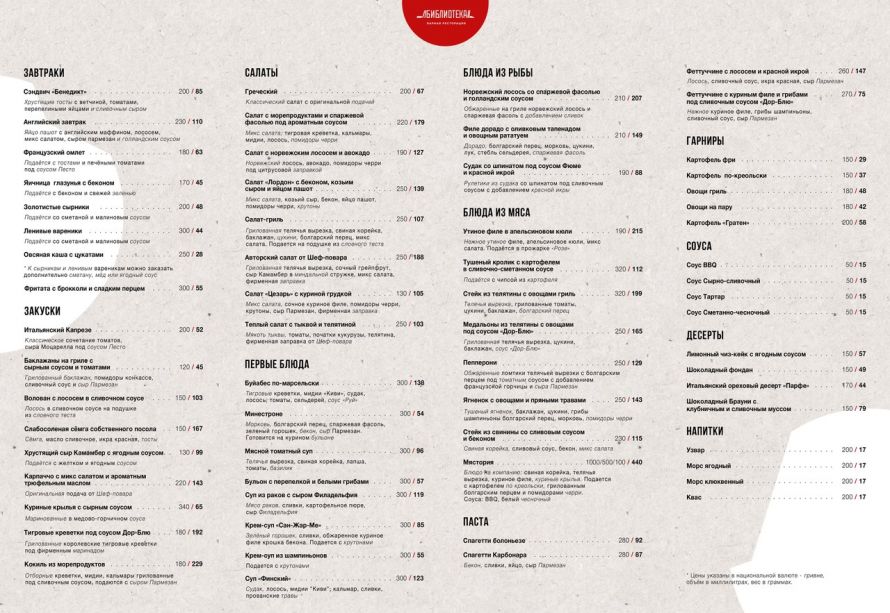 БИБЛИОТЕКА
ЗАВТРАКИ
Сэндвич «Бенедикт» 200 / 85
Хрустящие тосты с ветчиной, томатами,
перепелиными яйцами и сливочным сыром
Английский завтрак 230 / 110
Яйцо пашот с английским маффином, лососем,
микс салатом, сыром пармезан и голландским соусом
Французский омлет 180 / 63
Подаётся с тостами и печёными томатами
под соусом Песто
Яичница глазунья с беконом 170 / 45
Подаётся с беконом и свежей зеленью
Золотистые сырники 200 / 48
Подаётся со сметаной и малиновым соусом
Ленивые вареники 300 / 44
Подаётся со сметаной и малиновым соусом
Овсяная каша с цукатами 250 / 28
* К сырникам и ленивым вареникам можно заказать
дополнительно сметану, мёд или ягодный соус
Фритата с брокколи и сладким перцем 300 / 55
ЗАКУСКИ
Итальянский Капрезе 200 / 52
Классическое сочетание томатов,
сыра Моцарелла под соусом Песто
Баклажаны на гриле с
сырным соусом и томатами 120 / 45
Грилованный баклажан, помидоры конкассе,
сливочный соус и сыр Пармезан
Волован с лососем в сливочном соусе 150 / 103
Лосось в сливочном соусе на подушке
из слоеного теста
Слабосоленая сёмга собственного посола 150 / 167
Сёмга, масло сливочное, икра красная, тосты
Хрустящий сыр Камамбер с ягодным соусом 130 / 99
Подаётся с желтком и ягодным соусом
Карпаччо с микс салатом и ароматным
трюфельным маслом 220 / 143
Оригинальная подача от Шеф-повара
Куриные крылья с сырным соусом 340 / 65
Маринованные в медово-горчичном соусе
Тигровые креветки под соусом Дор-Блю 180 / 192
Грилованные королевские тигровые креветки
под фирменным маринадом
Кокиль из морепродуктов 180 / 229
Отборные креветки, мидии, кальмары грилованные
под сливочным соусом, подаются с сыром Пармезан
САЛАТЫ
Греческий 200 / 67
Классический салат с оригинальной подачей
Салат с морепродуктами и спаржевой
фасолью под ароматным соусом 220 / 179
Микс салата; тигровая креветка, кальмары,
мидии, лосось, помидоры черри
Салат с норвежским лососем и авокадо 190 / 127
Норвежский лосось, авокадо, помидоры черри
под цитрусовой заправкой
Салат «Лордон» с беконом, козьим
сыром и яйцом пашот 250 / 139
Микс салата, козьий сыр, бекон, яйцо пашот,
помидоры черри, крутоны
Салат-гриль 250 / 107
Грилованная телячья вырезка, свиная корейка,
баклажан, цукини, болгарский перец, микс
салата. Подается на подушке из слоеного теста
Авторский салат от Шеф-повара 250 / 188
Грилованная телячья вырезка, сочный грейпфрут,
сыр Камамбер в миндальной стружке, микс салата,
фирменная заправка
Салат «Цезарь» с куриной грудкой 130 / 105
Микс салата, сочное куриное филе, помидоры черри,
крутоны, сыр Пармезан, фирменная заправка
Теплый салат с тыквой и телятиной 250 / 103
Мякоть тыквы, томаты, початки кукурузы, телятина,
фирменная заправка от Шеф-повара
ПЕРВЫЕ БЛЮДА
Буйабес по-марсельски 300 / 138
Тигровые креветки, мидии «Киви», судак,
лосось, томаты, сельдерей, соус «Руй»
Минестроне 300 / 54
Морковь, болгарский перец, спаржевая фасоль,
зеленый горошек, бекон, сыр Пармезан.
Готовится на курином бульоне
Мясной томатный суп 300 / 96
Телячья вырезка, свиная корейка, лапша,
томаты, базилик
Бульон с перепелкой и белыми грибами 300 / 57
Суп из раков с сыром Филадельфия 300 / 119
Мясо раков, сливки, картофельное пюре,
сыр Филадельфия
Крем-суп «Сан-Жар-Ме» 300 / 85
Зелёный горошек, сливки, обжаренное куриное
филе крошка бекона. Подается с крутонами
Крем-суп из шампиньонов 300 / 55
Подается с крутонами
Суп «Финский» 300 / 123
Судак, лосось, мидии "Киви"; кальмар, сливки,
прованские травы
БЛЮДА ИЗ РЫБЫ
Норвежский лосось со спаржевой фасолью
и голландским соусом 210 / 207
Обжаренные на гриле норвежский лосось и
спаржевая фасоль с добавлением сливок
Филе дорадо с оливковым тапенадом
и овощным рататуем 210 / 149
Дорадо, болгарский перец, морковь, цукини,
лук, стебль сельдерея, спаржевая фасоль
Судак со шпинатом под соусом Фюме
и красной икрой 190 / 88
Рулетики из судака со шпинатом под сливочным
соусом с добавлением красной икры
БЛЮДА ИЗ МЯСА
Утиное филе в апельсиновом кюли 190 / 215
Нежное утиное филе, апельсиновое кюли, микс
салата. Подаётся в прожарке «Розе»
Тушеный кролик с картофелем
в сливочно-сметанном соусе 320 / 112
Подаётся с чипсом из картофеля
Стейк из телятины с овощами гриль 320 / 199
Телячья вырезка, грилованные томаты,
цукини, баклажан, болгарский перец
Медальоны из телятины с овощами
под соусом «Дор-Блю» 250 / 165
Грилованная телячья вырезка, цукини,
баклажан, соус «Дор-Блю»
Пепперони 250 / 129
Обжаренные ломтики телячьей вырезки с болгарским
перцем под томатным соусом с добавлением
французской горчицы и сыра Пармезан
Ягненок с овощами и пряными травами 250 / 143
Тушеный ягненок, баклажан, цукини, грибы
шампиньоны болгарский перец, морковь, помидоры черри
Стейк из свинины со сливовым соусом
и беконом 230 / 115
Свиная корейка, сливовый соус, бекон, микс салата
Мястория 1000/500/100 / 440
Блюдо на компанию: свиная корейка, телячья
вырезка, куриное филе, куриные крылья. Подается
с картофелем по креольски, грилованным
болгарским перцем и помидорами черри.
Соуса: BBQ, белый чесночный
ПАСТА
Спагетти болоньезе 280 / 92
Спагетти Карбонара 280 / 87
Бекон, сливки, яйцо, сыр Пармезан
Феттуччине с лососем и красной икрой 260 / 147
Лосось, сливочный соус, икра красная, сыр Пармезан
Феттуччине с куриным филе и грибами
под сливочным соусом «Дор-Блю» 270 / 75
Нежное куриное филе, грибы шампиньоны,
сливочный соус, сыр Пармезан
ГАРНИРЫ
Картофель фри 150 / 29
Картофель по-креольски 150 / 37
Овощи гриль 180 / 48
Овощи на пару 180 / 42
Картофель «Гратен» 200 / 58
СОУСА
Соус BBQ 50 / 15
Соус Сырно-сливочный 50 / 15
Соус Тартар 50 / 15
Соус Сметанно-чесночный 50 / 15
ДЕСЕРТЫ
Лимонный чиз-кейк с ягодным соусом 150 / 57
Шоколадный фондан 150 / 49
Итальянский ореховый десерт «Парфе» 170 / 44
Шоколадный Брауни с
клубничным и сливочным муссом 150 / 79
НАПИТКИ
Узвар 200 / 17
Морс ягодный 200 / 17
Морс клюквенный 200 / 17
Квас 200 / 17
* Цены указаны в национальной валюте - гривне,
объём в миллилитрах, вес в граммах.